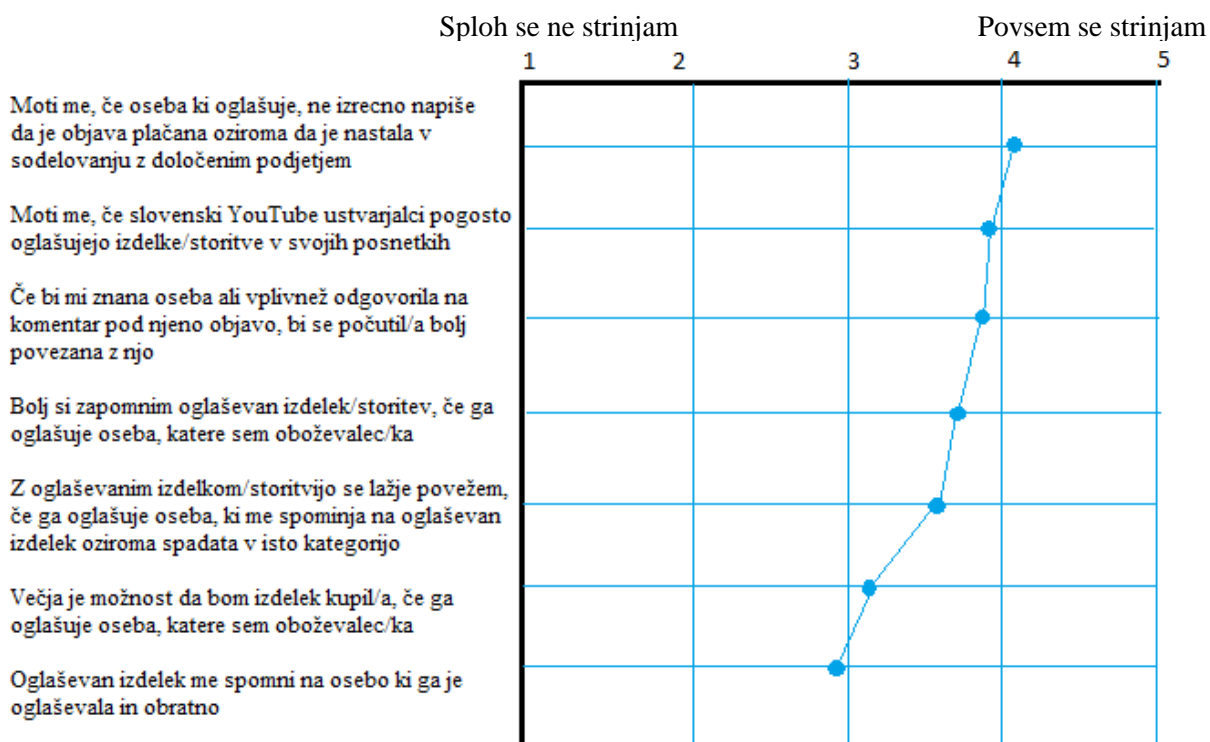 Sploh se ne strinjam Povsem se strinjam
1 2 3 4 5
Moti me, če oseba ki oglašuje, ne izrecno napiše
da je objava plačana oziroma da je nastala v
sodelovanju z določenim podjetjem
Moti me, če slovenski YouTube ustvarjalci pogosto
oglašujejo izdelke/storitve v svojih posnetkih
Če bi mi znana oseba ali vplivnež odgovorila na
komentar pod njeno objavo, bi se počutil/a bolj
povezana z njo
Bolj si zapomnim oglaševan izdelek/storitev, če ga
oglašuje oseba, katere sem oboževalec/ka
Z oglaševanim izdelkom/storitvijo se lažje povežem,
če ga oglašuje oseba, ki me spominja na oglaševan
izdelek oziroma spadata v isto kategorijo
Večja je možnost da bom izdelek kupil/a, če ga
oglašuje oseba, katere sem oboževalec/ka
Oglaševan izdelek me spomni na osebo ki ga je
oglaševala in obratno